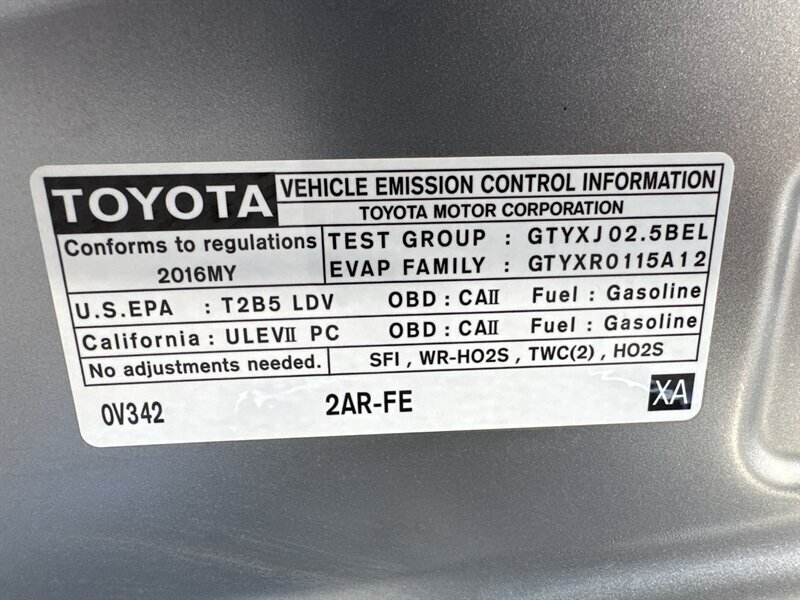 TOYOTA VEHICLE EMISSION CONTROL INFORMATION
TOYOTA MOTOR CORPORATION
Conforms to regulations
2016MY
TEST GROUP : GTYXJ02.5BEL
EVAP FAMILY : GTYXR0115A12
U.S.EPA : T2B5 LDV OBD : CAII Fuel : Gasoline
California : ULEVII PC OBD : CAII Fuel : Gasoline
No adjustments needed. SFI , WR-HO2S , TWC(2) , HO2S
0V342 2AR-FE XA